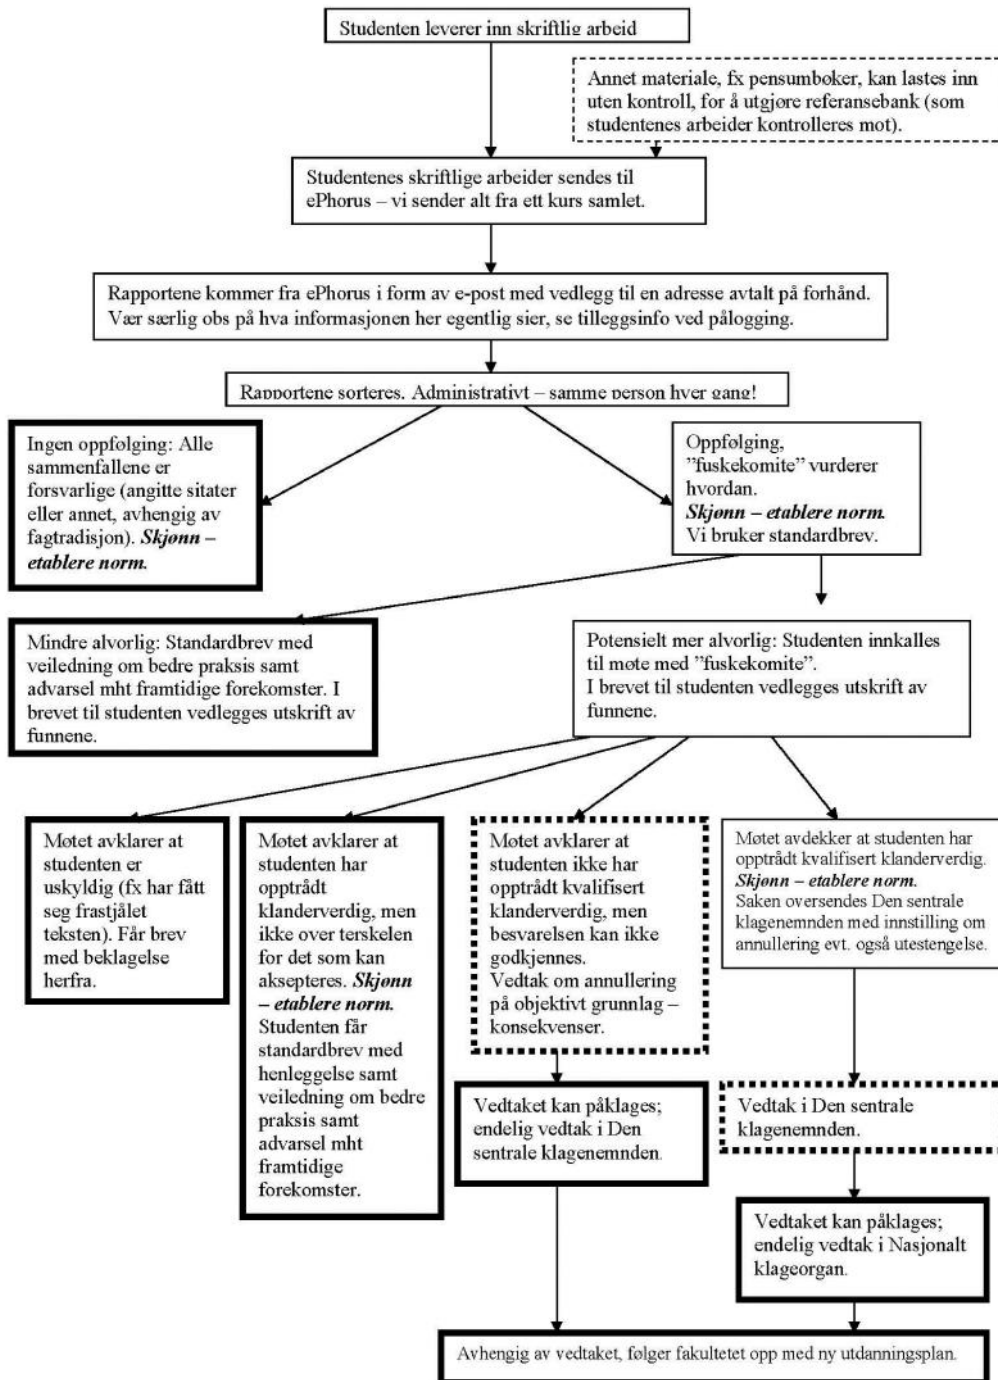 Studenten leverer inn skriftlig arbeid
Annet materiale, fx pensumbøker, kan lastes inn
uten kontroll, for å utgjøre referansebank (som
studentenes arbeider kontrolleres mot).
Studentenes skriftlige arbeider sendes til
ePhorus – vi sender alt fra ett kurs samlet.
Rapportene kommer fra ePhorus i form av e-post med vedlegg til en adresse avtalt på forhånd.
Vær særlig obs på hva informasjonen her egentlig sier, se tilleggsinfo ved pålogging.
Rapportene sorteres. Administrativt – samme person hver gang!
Ingen oppfølging: Alle
sammenfallene er
forsvarlige (angitte sitater
eller annet, avhengig av
fagtradisjon). Skjønn –
etablere norm.
Oppfølging,
”fuskekomite” vurderer
hvordan.
Skjønn – etablere norm.
Vi bruker standardbrev.
Mindre alvorlig: Standardbrev med
veiledning om bedre praksis samt
advarsel mht framtidige forekomster. I
brevet til studenten vedlegges utskrift av
funnene.
Potensielt mer alvorlig: Studenten innkalles
til møte med ”fuskekomite”.
I brevet til studenten vedlegges utskrift av
funnene.
Møtet avklarer at
studenten er
uskyldig (fx har fått
seg frastjålet
teksten). Får brev
med beklagelse
herfra.
Møtet avklarer at
studenten har
opptrådt
klanderverdig, men
ikke over terskelen
for det som kan
aksepteres. Skjønn
– etablere norm.
Studenten får
standardbrev med
henleggelse samt
veiledning om bedre
praksis samt
advarsel mht
framtidige
forekomster.
Møtet avklarer at
studenten ikke har
opptrådt kvalifisert
klanderverdig, men
besvarelsen kan ikke
godkjennes.
Vedtak om annullering
på objektivt grunnlag –
konsekvenser.
Møtet avdekker at studenten har
opptrådt kvalifisert klanderverdig.
Skjønn – etablere norm.
Saken oversendes Den sentrale
klagenemnden med innstilling om
annullering evt. også utestengelse.
Vedtaket kan påklages;
endelig vedtak i Den
sentrale klagenemnden.
Vedtak i Den sentrale
klagenemnden.
Vedtaket kan påklages;
endelig vedtak i Nasjonalt
klageorgan.
Avhengig av vedtaket, følger fakultetet opp med ny utdanningsplan.